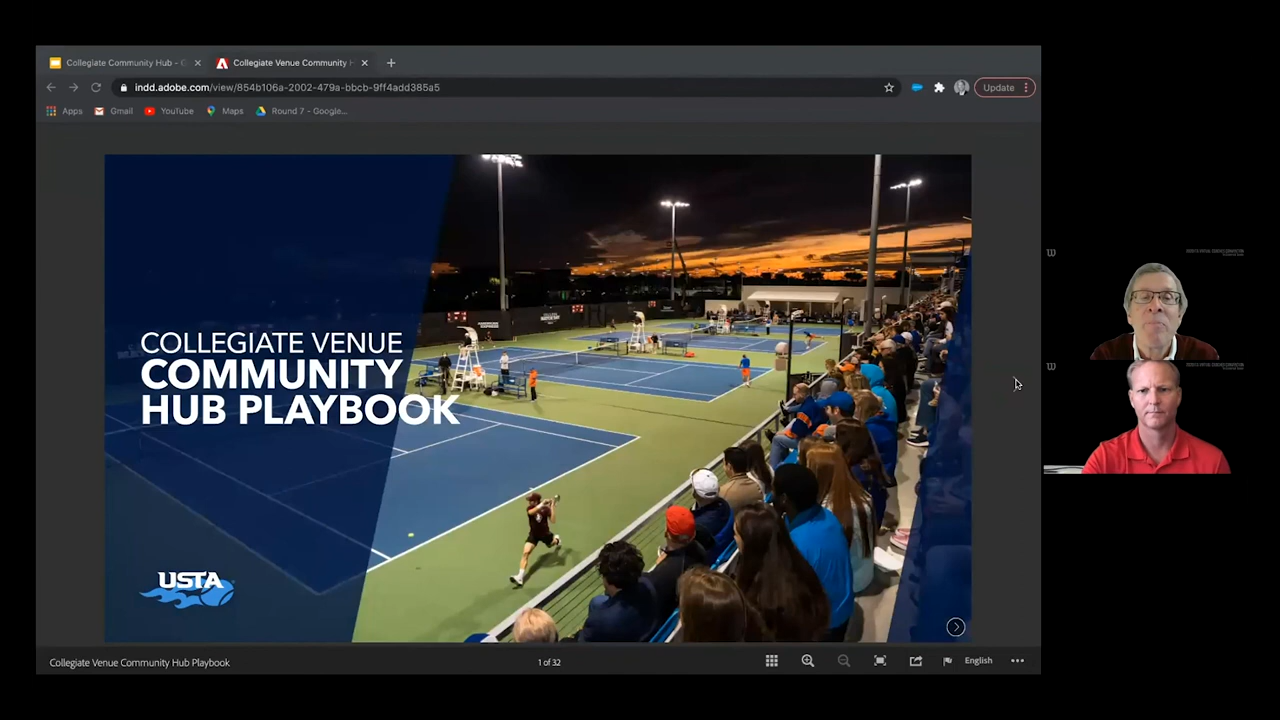 Collegiate Community Hub - G
Collegiate Venue Community H
indd.adobe.com/view/854b106a-2002-479a-bbcb-9ff4add385a5
Update
Apps
Gmail
YouTube
Maps
Round 7 - Google...
COLLEGIATE VENUE
COMMUNITY
HUB PLAYBOOK
USTA
Collegiate Venue Community Hub Playbook
1 of 32
English